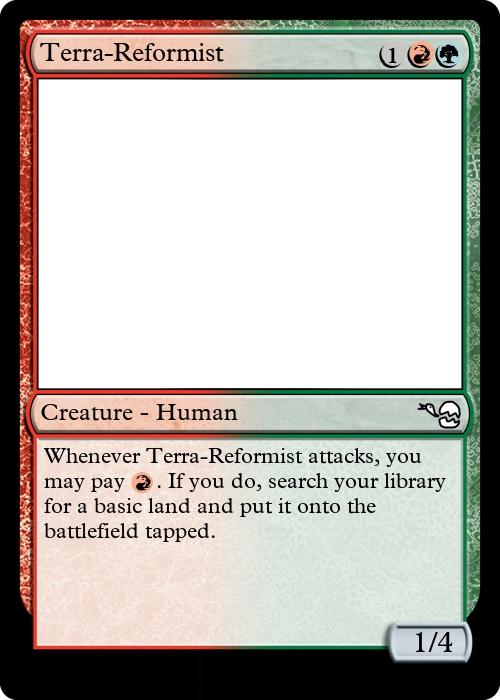 Terra-Reformist 1
Creature - Human
Whenever Terra-Reformist attacks, you
may pay . If you do, search your library
for a basic land and put it onto the
battlefield tapped.
1/4